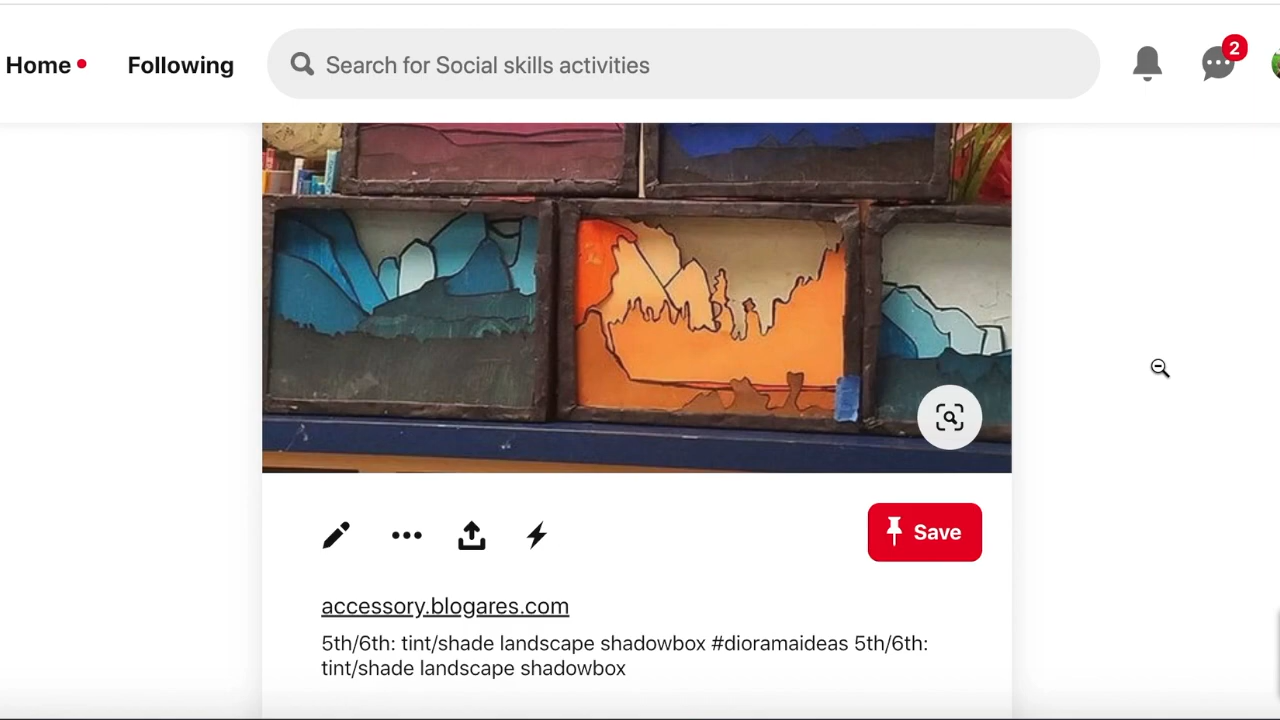 Home
Following
Search for Social skills activities
2
Save
accessory.blogares.com
5th/6th: tint/shade landscape shadowbox #dioramaideas 5th/6th:
tint/shade landscape shadowbox